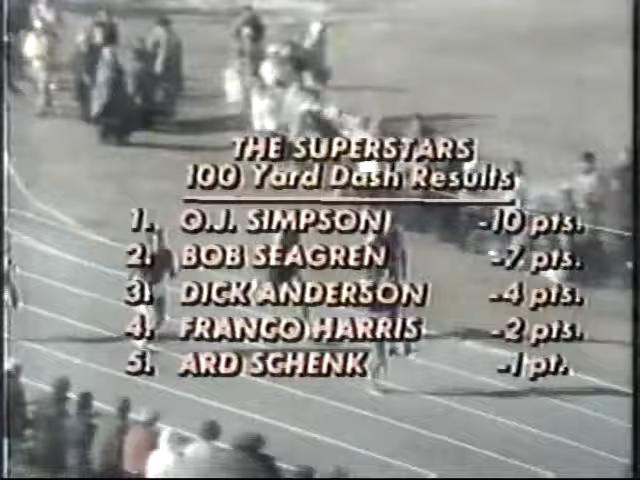 THE SUPERSTARS
100 Yard Dash Results
1. O.J. SIMPSON -10 pts.
2. BOB SEAGREN -7 pts.
3. DICK ANDERSON -4 pts.
4. FRANCO HARRIS -2 pts.
5. ARD SCHENK -1 pt.